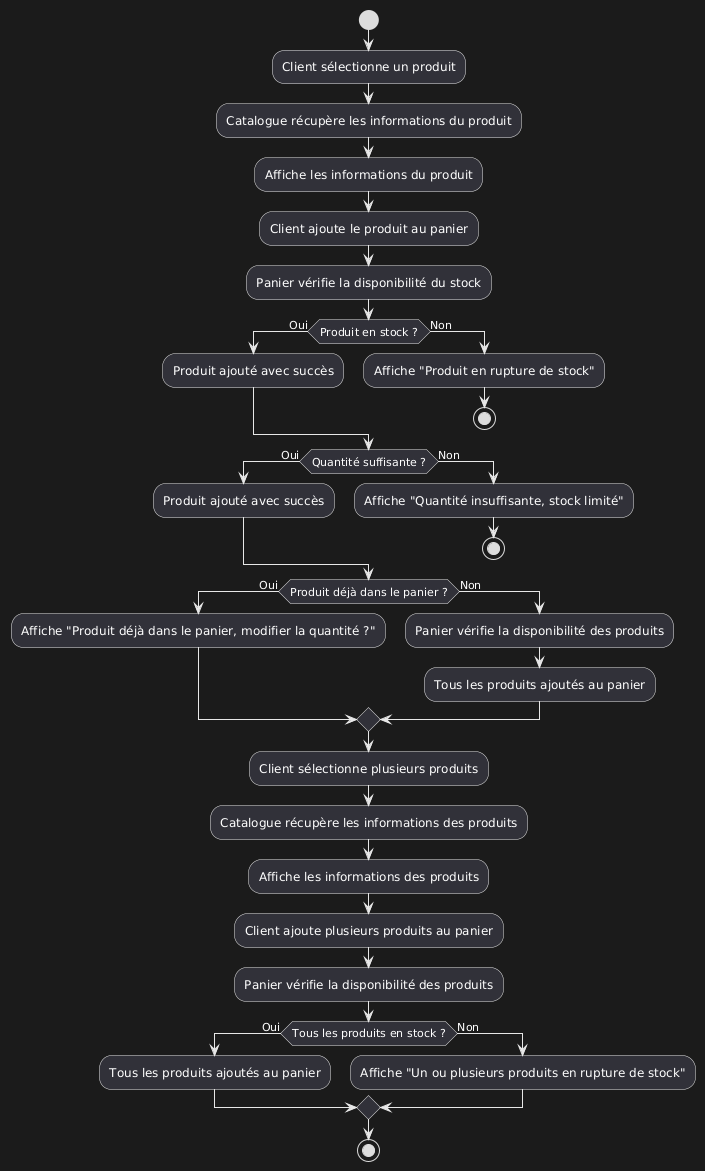 Client sélectionne un produit
Catalogue récupère les informations du produit
Affiche les informations du produit
Client ajoute le produit au panier
Panier vérifie la disponibilité du stock
Oui
Produit en stock ?
Non
Produit ajouté avec succès
Affiche "Produit en rupture de stock"
Oui
Quantité suffisante ?
Non
Produit ajouté avec succès
Affiche "Quantité insuffisante, stock limité"
Oui
Produit déjà dans le panier ?
Non
Affiche "Produit déjà dans le panier, modifier la quantité ?"
Panier vérifie la disponibilité des produits
Tous les produits ajoutés au panier
Client sélectionne plusieurs produits
Catalogue récupère les informations des produits
Affiche les informations des produits
Client ajoute plusieurs produits au panier
Panier vérifie la disponibilité des produits
Oui
Tous les produits en stock ?
Non
Tous les produits ajoutés au panier
Affiche "Un ou plusieurs produits en rupture de stock"